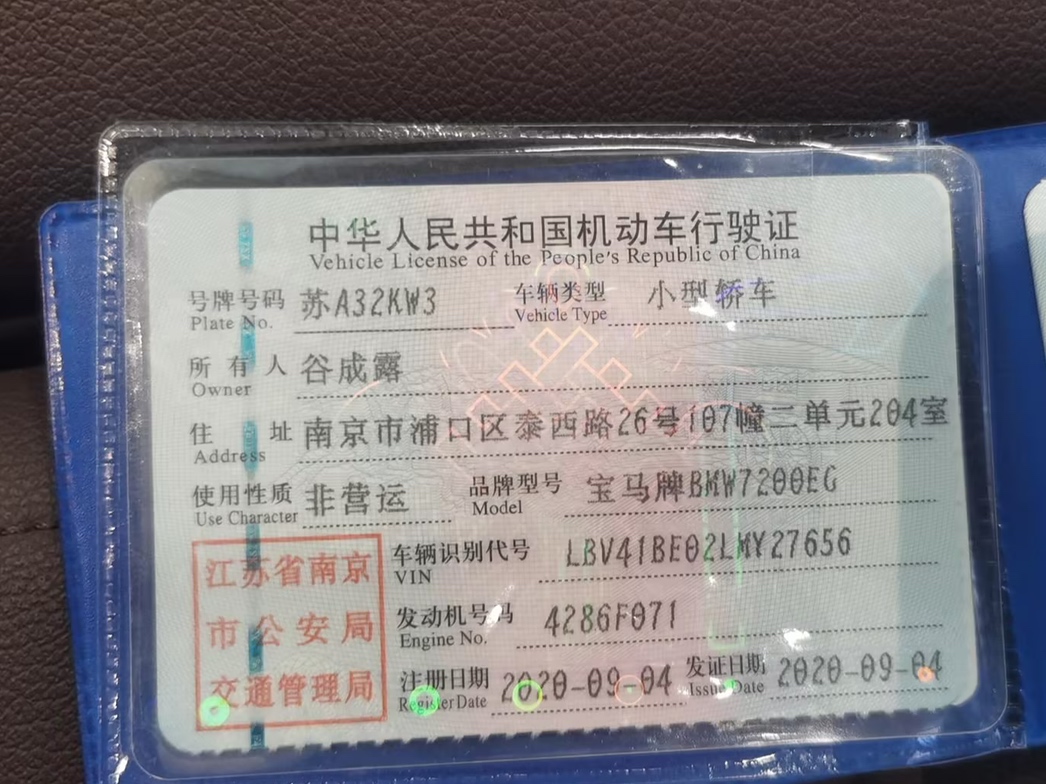 中华人民共和国机动车行驶证
Vehicle License of the People's Republic of China
号牌号码 苏A32KW3 车辆类型 小型轿车
Plate No. Vehicle Type
所有人 谷成露
Owner
住址 南京市浦口区泰西路26号107幢二单元204室
Address
使用性质 非营运 品牌型号 宝马牌BMW7200EG
Use Character Model
车辆识别代号 LBV41BE02LMY27656
VIN
发动机号码 4286F071
Engine No.
注册日期 2020-09-04 发证日期 2020-09-04
Register Date Issue Date
江苏省南京
市公安局
交通管理局